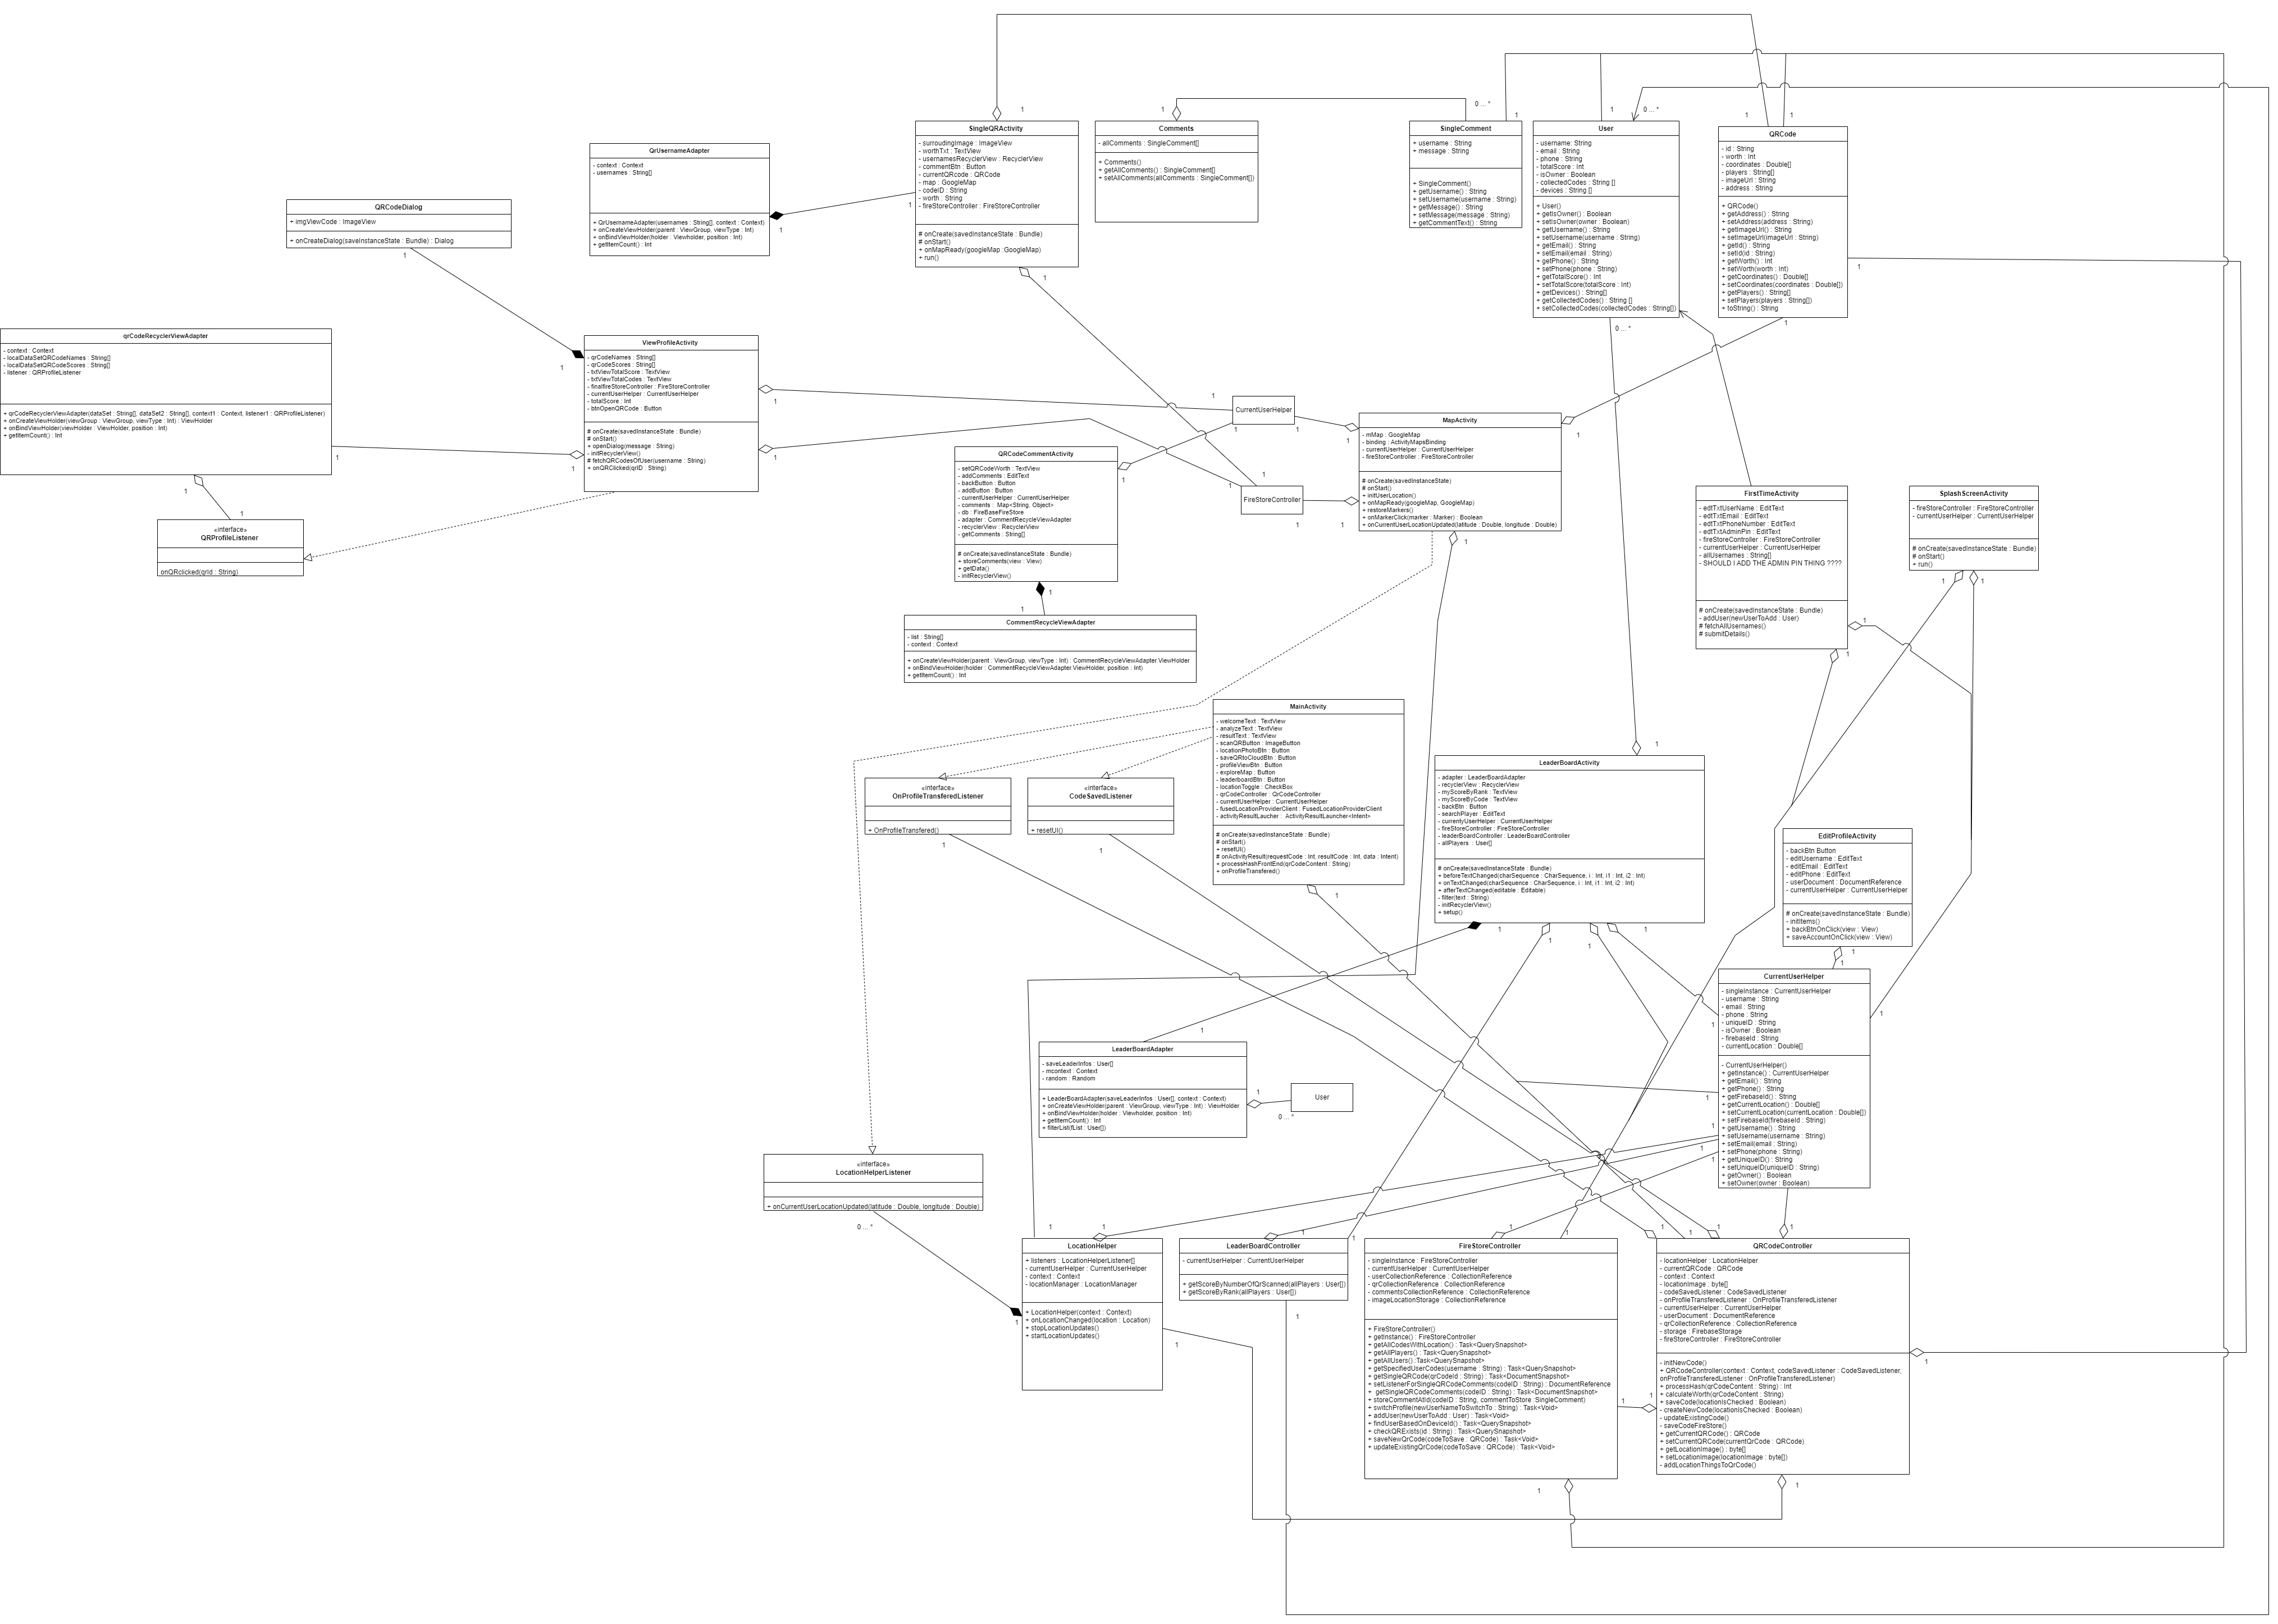 SingleQRActivity
- surroudingImage : ImageView
- worthTxt : TextView
- usernamesRecyclerView : RecyclerView
- commentBtn : Button
- currentQRcode : QRCode
- map : GoogleMap
- codeID : String
- worth : String
- fireStoreController : FireStoreController
# onCreate(savedInstanceState : Bundle)
# onStart()
+ onMapReady(googleMap :GoogleMap)
+ run()
1
1
1
Comments
- allComments : SingleComment[]
+ Comments()
+ getAllComments() : SingleComment[]
+ setAllComments(allComments : SingleComment[])
1
0 ... *
SingleComment
+ username : String
+ message : String
+ SingleComment()
+ getUsername() : String
+ setUsername(username : String)
+ getMessage() : String
+ setMessage(message : String)
+ getCommentText() : String
1
User
- username: String
- email : String
- phone : String
- totalScore : Int
- isOwner : Boolean
- collectedCodes : String []
- devices : String []
+ User()
+ getIsOwner() : Boolean
+ setIsOwner(owner : Boolean)
+ getUsername() : String
+ setUsername(username : String)
+ getEmail() : String
+ setEmail(email : String)
+ getPhone() : String
+ setPhone(phone : String)
+ getTotalScore() : Int
+ setTotalScore(totalScore : Int)
+ getDevices() : String[]
+ getCollectedCodes() : String []
+ setCollectedCodes(collectedCodes : String[])
1
0 ... *
0 ... *
QRCode
- id : String
- worth : Int
- coordinates : Double[]
- players : String[]
- imageUrl : String
- address : String
+ QRCode()
+ getAddress() : String
+ setAddress(address : String)
+ getImageUrl() : String
+ setImageUrl(imageUrl : String)
+ getId() : String
+ setId(id : String)
+ getWorth() : Int
+ setWorth(worth : Int)
+ getCoordinates() : Double[]
+ setCoordinates(coordinates : Double[])
+ getPlayers() : String[]
+ setPlayers(players : String[])
+ toString() : String
1
1
1
1
QrUsernameAdapter
- context : Context
- usernames : String[]
+ QrUsernameAdapter(usernames : String[], context : Context)
+ onCreateViewHolder(parent : ViewGroup, viewType : Int)
+ onBindViewHolder(holder : Viewholder, position : Int)
+ getItemCount() : Int
1
QRCodeDialog
+ imgViewCode : ImageView
+ onCreateDialog(saveInstanceState : Bundle) : Dialog
1
1
qrCodeRecyclerViewAdapter
- context : Context
- localDataSetQRCodeNames : String[]
- localDataSetQRCodeScores : String[]
- listener : QRProfileListener
+ qrCodeRecyclerViewAdapter(dataSet : String[], dataSet2 : String[], context1 : Context, listener1 : QRProfileListener)
+ onCreateViewHolder(viewGroup : ViewGroup, viewType : Int) : ViewHolder
+ onBindViewHolder(viewHolder : ViewHolder, position : Int)
+ getItemCount() : Int
1
1
1
1
«interface»
QRProfileListener
onQRclicked(qrId : String)
ViewProfileActivity
- qrCodeNames : String[]
- qrCodeScores : String[]
- txtViewTotalScore : TextView
- txtViewTotalCodes : TextView
- finalfireStoreController : FireStoreController
- currentUserHelper : CurrentUserHelper
- totalScore : Int
- btnOpenQRCode : Button
# onCreate(savedInstanceState : Bundle)
# onStart()
+ openDialog(message : String)
- initRecyclerView()
# fetchQRCodesOfUser(username : String)
+ onQRClicked(qrID : String)
1
1
1
CurrentUserHelper
1
1
1
FireStoreController
1
1
1
1
QRCodeCommentActivity
- setQRCodeWorth : TextView
- addComments : EditText
- backButton : Button
- addButton : Button
- currentUserHelper : CurrentUserHelper
- comments : Map<String, Object>
- db : FireBaseFireStore
- adapter : CommentRecycleViewAdapter
- recyclerView : RecyclerView
- getComments : String[]
# onCreate(savedInstanceState : Bundle)
+ storeComments(view : View)
+ getData()
- initRecyclerView()
1
1
1
CommentRecycleViewAdapter
- list : String[]
- context : Context
+ onCreateViewHolder(parent : ViewGroup, viewType : Int) : CommentRecycleViewAdapter.ViewHolder
+ onBindViewHolder(holder : CommentRecycleViewAdapter.ViewHolder, position : Int)
+ getItemCount() : Int
MapActivity
- mMap : GoogleMap
- binding : ActivityMapsBinding
- currentUserHelper : CurrentUserHelper
- fireStoreController : FireStoreController
# onCreate(savedInstanceState)
# onStart()
+ initUserLocation()
+ onMapReady(googleMap, GoogleMap)
+ restoreMarkers()
+ onMarkerClick(marker : Marker) : Boolean
+ onCurrentUserLocationUpdated(latitude : Double, longitude : Double)
1
1
FirstTimeActivity
- edtTxtUserName : EditText
- edtTxtEmail : EditText
- edtTxtPhoneNumber : EditText
- edtTxtAdminPin : EditText
- fireStoreController : FireStoreController
- currentUserHelper : CurrentUserHelper
- allUsernames : String[]
- SHOULD I ADD THE ADMIN PIN THING ????
# onCreate(savedInstanceState : Bundle)
- addUser(newUserToAdd : User)
# fetchAllUsernames()
# submitDetails()
1
1
SplashScreenActivity
- fireStoreController : FireStoreController
- currentUserHelper : CurrentUserHelper
# onCreate(savedInstanceState : Bundle)
# onStart()
+ run()
1
1
MainActivity
- welcomeText : TextView
- analyzeText : TextView
- resultText : TextView
- scanQRButton : ImageButton
- locationPhotoBtn : Button
- saveQRtoCloudBtn : Button
- profileViewBtn : Button
- exploreMap : Button
- leaderboardBtn : Button
- locationToggle : CheckBox
- qrCodeController : QrCodeController
- currentUserHelper : CurrentUserHelper
- fusedLocationProviderClient : FusedLocationProviderClient
- activityResultLaucher : ActivityResultLauncher<Intent>
# onCreate(savedInstanceState : Bundle)
# onStart()
+ resetUI()
# onActivityResult(requestCode : Int, resultCode : Int, data : Intent)
+ processHashFrontEnd(qrCodeContent : String)
+ onProfileTransfered()
1
«interface»
OnProfileTransferedListener
+ OnProfileTransfered()
1
«interface»
CodeSavedListener
+ resetUI()
1
LeaderBoardActivity
- adapter : LeaderBoardAdapter
- recyclerView : RecyclerView
- myScoreByRank : TextView
- myScoreByCode : TextView
- backBtn : Button
- searchPlayer : EditText
- currentyUserHelper : CurrentUserHelper
- fireStoreController : FireStoreController
- leaderBoardController : LeaderBoardController
- allPlayers : User[]
# onCreate(savedInstanceState : Bundle)
+ beforeTextChanged(charSequence : CharSequence, i : Int, i1 : Int, i2 : Int)
+ onTextChanged(charSequence : CharSequence, i : Int, i1 : Int, i2 : Int)
+ afterTextChanged(editable : Editable)
- filter(text : String)
- initRecyclerView()
+ setup()
1
1
1
1
1
EditProfileActivity
- backBtn Button
- editUsername : EditText
- editEmail : EditText
- editPhone : EditText
- userDocument : DocumentReference
- currentUserHelper : CurrentUserHelper
# onCreate(savedInstanceState : Bundle)
- initItems()
+ backBtnOnClick(view : View)
+ saveAccountOnClick(view : View)
1
1
CurrentUserHelper
- singleInstance : CurrentUserHelper
- username : String
- email : String
- phone : String
- uniqueID : String
- isOwner : Boolean
- firebaseId : String
- currentLocation : Double[]
- CurrentUserHelper()
+ getInstance() : CurrentUserHelper
+ getEmail() : String
+ getPhone() : String
+ getFirebaseId() : String
+ getCurrentLocation() : Double[]
+ setCurrentLocation(currentLocation : Double[])
+ setFirebaseId(firebaseId : String)
+ getUsername() : String
+ setUsername(username : String)
+ setEmail(email : String)
+ setPhone(phone : String)
+ getUniqueID() : String
+ setUniqueID(uniqueID : String)
+ getOwner() : Boolean
+ setOwner(owner : Boolean)
1
1
1
1
1
1
LeaderBoardAdapter
- saveLeaderInfos : User[]
- mcontext : Context
- random : Random
+ LeaderBoardAdapter(saveLeaderInfos : User[], context : Context)
+ onCreateViewHolder(parent : ViewGroup, viewType : Int) : ViewHolder
+ onBindViewHolder(holder : Viewholder, position : Int)
+ getItemCount() : Int
+ filterList(fList : User[])
1
1
User
0 ... *
«interface»
LocationHelperListener
+ onCurrentUserLocationUpdated(latitude : Double, longitude : Double)
0 ... *
1
1
1
LocationHelper
+ listeners : LocationHelperListener[]
- currentUserHelper : CurrentUserHelper
- context : Context
- locationManager : LocationManager
+ LocationHelper(context : Context)
+ onLocationChanged(location : Location)
+ stopLocationUpdates()
+ startLocationUpdates()
1
LeaderBoardController
- currentUserHelper : CurrentUserHelper
+ getScoreByNumberOfQrScanned(allPlayers : User[])
+ getScoreByRank(allPlayers : User[])
1
1
1
FireStoreController
- singleInstance : FireStoreController
- currentUserHelper : CurrentUserHelper
- userCollectionReference : CollectionReference
- qrCollectionReference : CollectionReference
- commentsCollectionReference : CollectionReference
- imageLocationStorage : CollectionReference
+ FireStoreController()
+ getInstance() : FireStoreController
+ getAllCodesWithLocation() : Task<QuerySnapshot>
+ getAllPlayers() : Task<QuerySnapshot>
+ getAllUsers() :Task<QuerySnapshot>
+ getSpecifiedUserCodes(username : String) : Task<QuerySnapshot>
+ getSingleQRCode(qrCodeId : String) : Task<DocumentSnapshot>
+ setListenerForSingleQRCodeComments(codeID : String) : DocumentReference
+ getSingleQRCodeComments(codeID : String) : Task<DocumentSnapshot>
+ storeCommentAtId(codeID : String, commentToStore :SingleComment)
+ switchProfile(newUserNameToSwitchTo : String) : Task<Void>
+ addUser(newUserToAdd : User) : Task<Void>
+ findUserBasedOnDeviceId() : Task<QuerySnapshot>
+ checkQRExists(id : String) : Task<QuerySnapshot>
+ saveNewQrCode(codeToSave : QRCode) : Task<Void>
+ updateExistingQrCode(codeToSave : QRCode) : Task<Void>
1
1
1
1
QRCodeController
- locationHelper : LocationHelper
- currentQRCode : QRCode
- context : Context
- locationImage : byte[]
- codeSavedListener : CodeSavedListener
- onProfileTransferedListener : OnProfileTransferedListener
- currentUserHelper : CurrentUserHelper
- userDocument : DocumentReference
- qrCollectionReference : CollectionReference
- storage : FirebaseStorage
- fireStoreController : FireStoreController
- initNewCode()
+ QRCodeController(context : Context, codeSavedListener : CodeSavedListener,
onProfileTransferedListener : OnProfileTransferedListener)
+ processHash(qrCodeContent : String) : Int
+ calculateWorth(qrCodeContent : String)
+ saveCode(locationIsChecked : Boolean)
- createNewCode(locationIsChecked : Boolean)
- updateExistingCode()
- saveCodeFireStore()
+ getCurrentQRCode() : QRCode
+ setCurrentQRCode(currentQrCode : QRCode)
+ getLocationImage() : byte[]
+ setLocationImage(locationImage : byte[])
- addLocationThingsToQrCode()
1
1
1
1
1
1
1